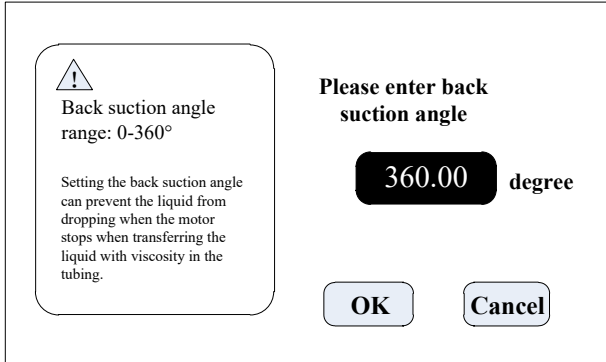 !
Back suction angle
range: 0-360°
Setting the back suction angle
can prevent the liquid from
dropping when the motor
stops when transferring the
liquid with viscosity in the
tubing.
Please enter back
suction angle
360.00 degree
OK Cancel